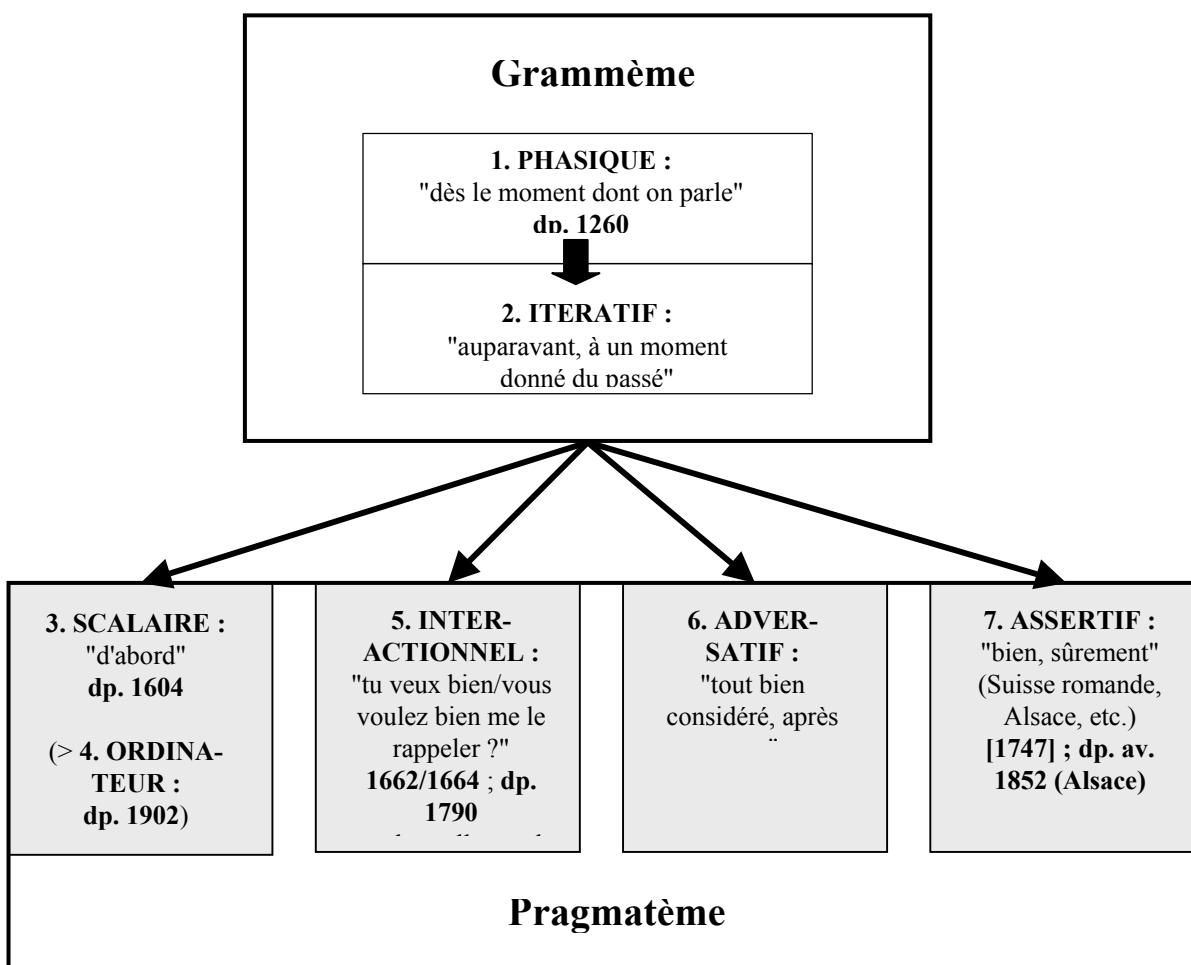 Grammème
1. PHASIQUE :
"dès le moment dont on parle"
dp. 1260
2. ITERATIF :
"auparavant, à un moment
donné du passé"
3. SCALAIRE :
"d'abord"
dp. 1604
(> 4. ORDINA-
TEUR :
dp. 1902)
5. INTER-
ACTIONNEL :
"tu veux bien/vous
voulez bien me le
rappeler ?"
1662/1664 ; dp.
1790
6. ADVER-
SATIF :
"tout bien
considéré, après
7. ASSERTIF :
"bien, sûrement"
(Suisse romande,
Alsace, etc.)
[1747] ; dp. av.
1852 (Alsace)
Pragmatème